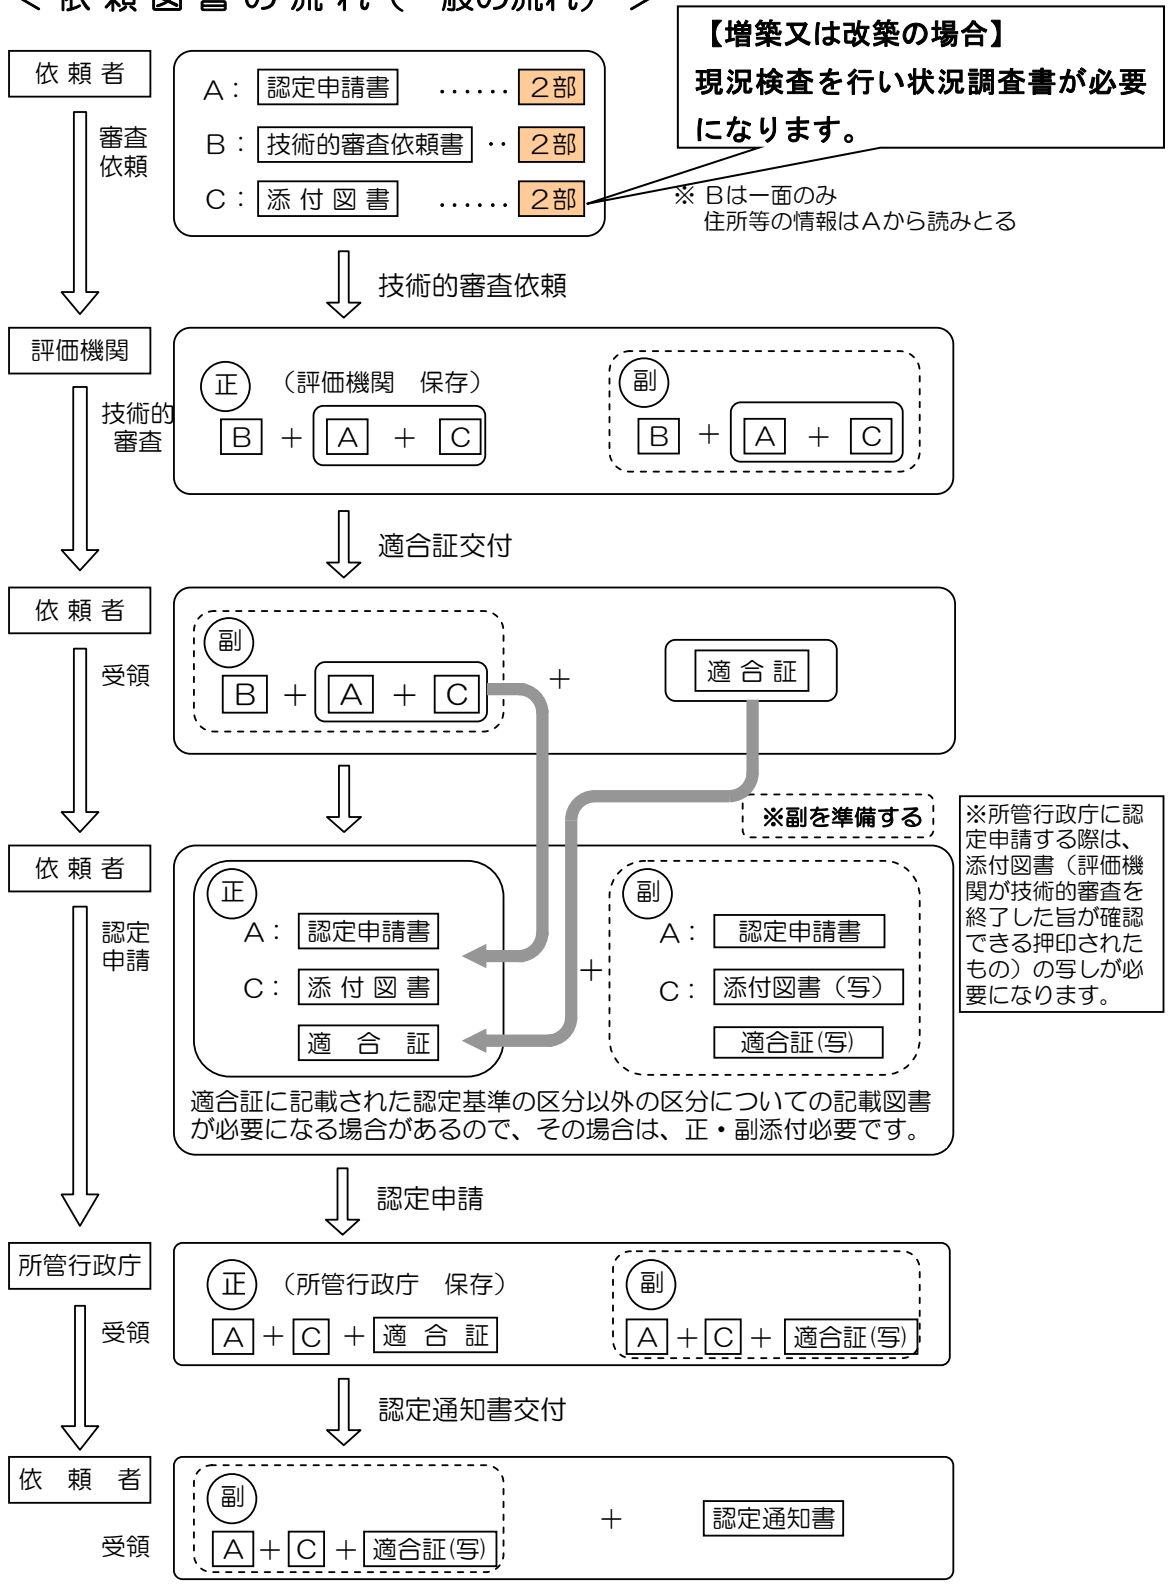 ＜ 依 頼 図 書 の 流 れ （一般の流れ） ＞
【増築又は改築の場合】
現況検査を行い状況調査書が必要
になります。
依 頼 者
審査
依頼
A： 認定申請書 ‥‥‥ 2部
B： 技術的審査依頼書 ‥ 2部
C： 添 付 図 書 ‥‥‥ 2部
※ Bは一面のみ
住所等の情報はAから読みとる
技術的審査依頼
評価機関
技術的
審査
正 （評価機関　保存）
B ＋ A ＋ C
副
B ＋ A ＋ C
適合証交付
依 頼 者
受領
副
B ＋ A ＋ C
＋
適 合 証
※副を準備する
※所管行政庁に認
定申請する際は、
添付図書（評価機
関が技術的審査を
終了した旨が確認
できる押印された
もの）の写しが必
要になります。
依 頼 者
認定
申請
正
A： 認定申請書
C： 添 付 図 書
適　合　証
＋
副
A： 認定申請書
C： 添付図書（写）
適合証(写)
適合証に記載された認定基準の区分以外の区分についての記載図書
が必要になる場合があるので、その場合は、正・副添付必要です。
認定申請
所管行政庁
受領
正 （所管行政庁　保存）
A ＋ C ＋ 適 合 証
副
A ＋ C ＋ 適合証(写)
認定通知書交付
依　頼　者
受領
副
A ＋ C ＋ 適合証(写)
＋
認定通知書